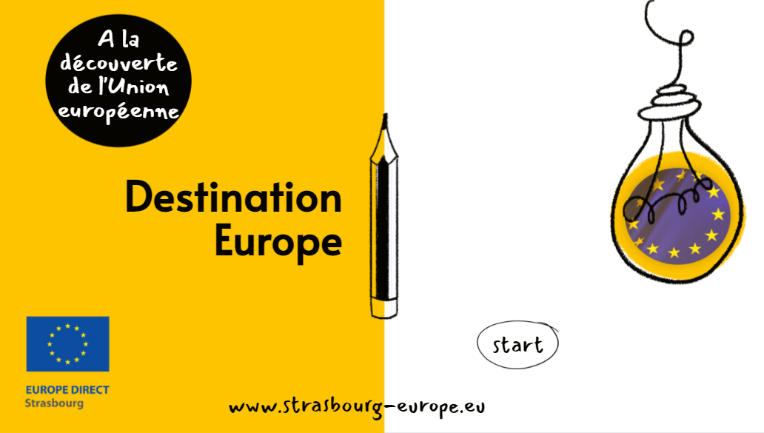 A la
découverte
de l'Union
européenne
Destination
Europe
start
EUROPE DIRECT
Strasbourg
www.strasbourg-europe.eu